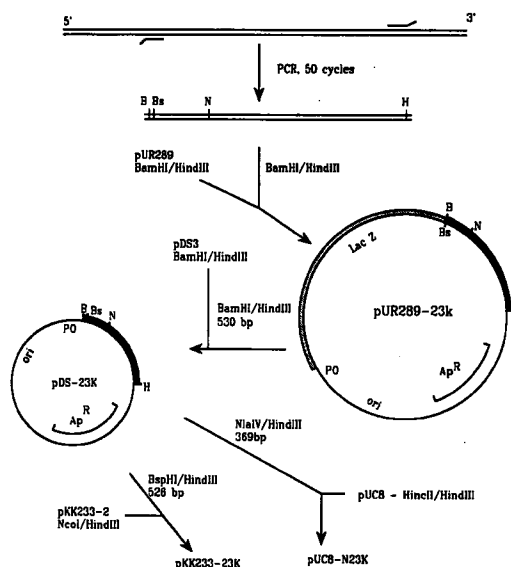 5'
3'
PCR, 50 cycles
B Bs N H
pUR289
BamHI/HindIII
BamHI/HindIII
B
Bs
N
Lac Z
pDS3
BamHI/HindIII
BamHI/HindIII
530 bp
pUR289-23k
PO
ori
Ap R
B Bs N
PO
ori
pDS-23K
H
Ap R
NlaIV/HindIII
369bp
BspHI/HindIII
526 bp
pKK233-2
NcoI/HindIII
pUC8 - HincII/HindIII
pKK233-23K
pUC8-N23K